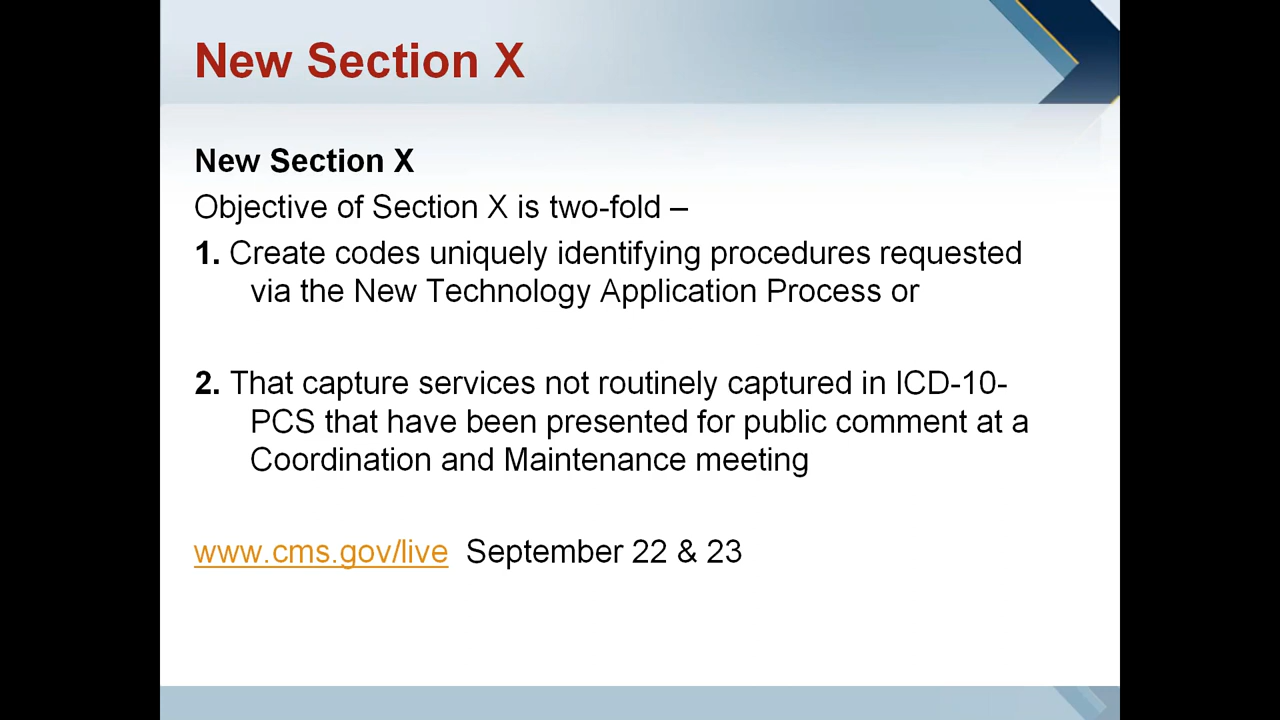 New Section X
New Section X
Objective of Section X is two-fold –
1. Create codes uniquely identifying procedures requested
via the New Technology Application Process or
2. That capture services not routinely captured in ICD-10-
PCS that have been presented for public comment at a
Coordination and Maintenance meeting
www.cms.gov/live September 22 & 23